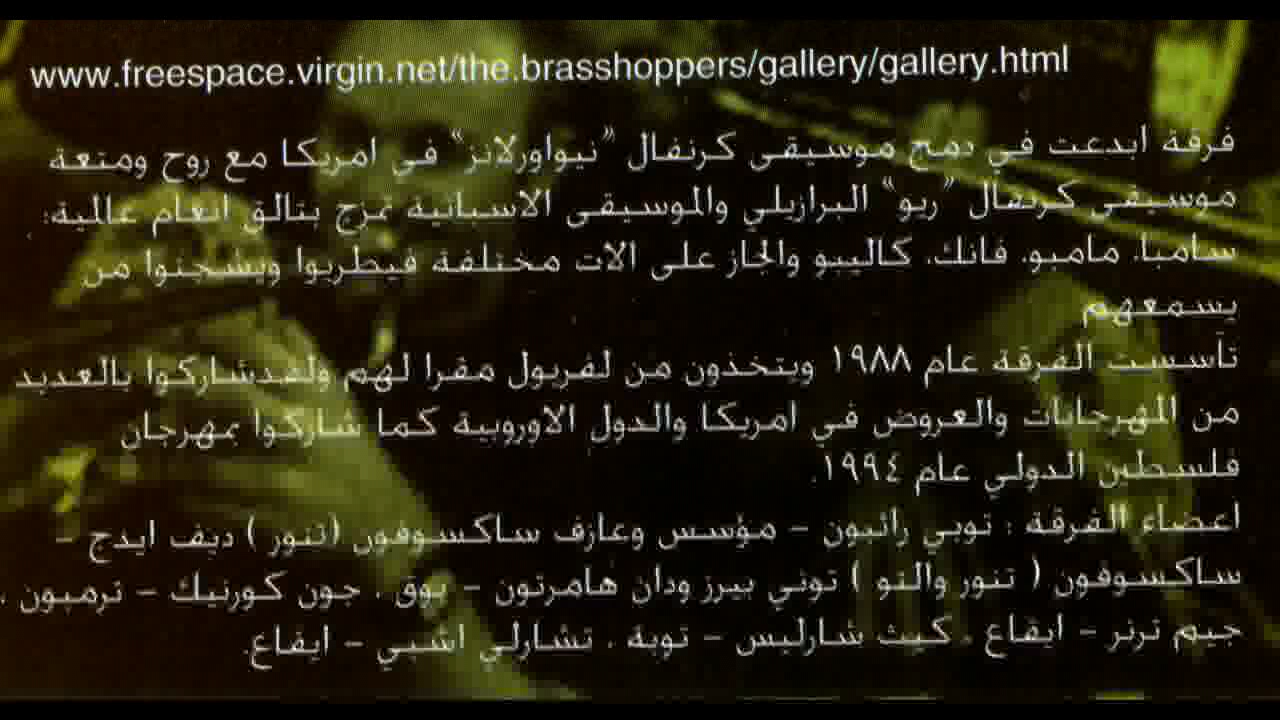 www.freespace.virgin.net/the.brasshoppers/gallery/gallery.html
فرقة ابدعت في دمج موسيقى كرنفال "نيواورلانز" في امريكا مع روح ومتعة
موسيقى كرنفال "ريو" البرازيلي والموسيقى الاسبانية تمزج بتالق انغام عالمية:
سامبا، مامبو، فانك، كاليبو والجاز على الات مختلفة فيطربوا ويشجنوا من
يسمعهم
تأسست الفرقة عام ١٩٨٨ ويتخذون من لفربول مقرا لهم ولقدشاركوا بالعديد
من المهرجانات والعروض في امريكا والدول الاوروبية كما شاركوا بمهرجان
فلسطين الدولي عام ١٩٩٤.
اعضاء الفرقة : توبي رائبون - مؤسس وعازف ساكسوفون (تنور ) ديف ايدج -
ساكسوفون ( تنور والتو ) توني بيرز ودان هامرتون - بوق ، جون كورنيك - ترمبون ،
جيم ترنر - ايقاع ، كيث شارليس - توبة ، تشارلي اشبي - ايقاع.